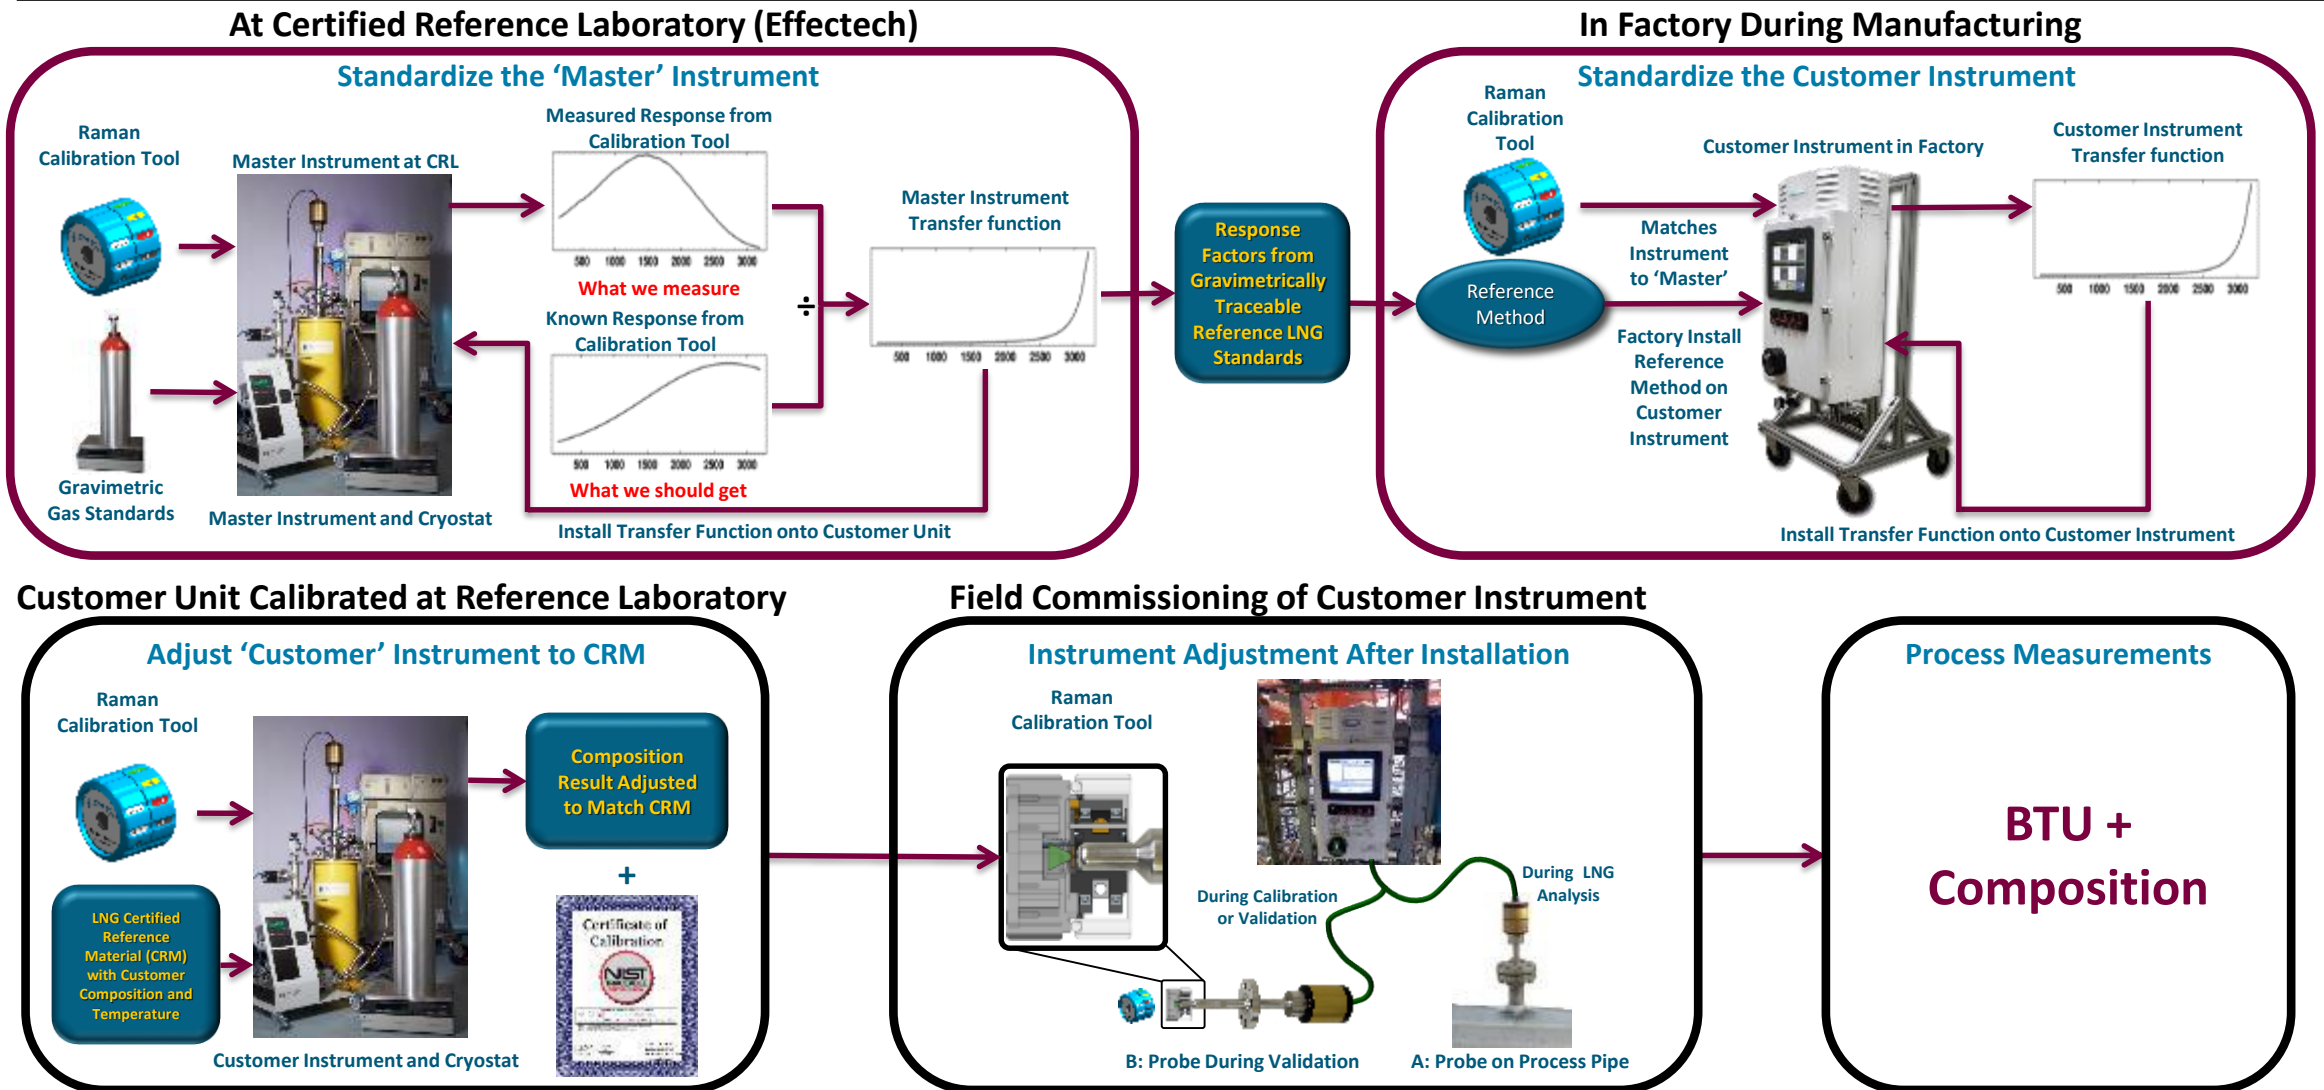 At Certified Reference Laboratory (Effectech)
Standardize the ‘Master’ Instrument
Raman
Calibration Tool
Master Instrument at CRL
Measured Response from
Calibration Tool
500 1000 1500 2000 2500 3000
What we measure
Known Response from
Calibration Tool
500 1000 1500 2000 2500 3000
What we should get
÷
Master Instrument
Transfer function
500 1000 1500 2000 2500 3000
Gravimetric
Gas Standards
Master Instrument and Cryostat
Install Transfer Function onto Customer Unit
Response
Factors from
Gravimetrically
Traceable
Reference LNG
Standards
In Factory During Manufacturing
Standardize the Customer Instrument
Raman
Calibration
Tool
Customer Instrument in Factory
Customer Instrument
Transfer function
500 1000 1500 2000 2500 3000
Matches
Instrument
to ‘Master’
Reference
Method
Factory Install
Reference
Method on
Customer
Instrument
Install Transfer Function onto Customer Instrument
Customer Unit Calibrated at Reference Laboratory
Adjust ‘Customer’ Instrument to CRM
Raman
Calibration Tool
LNG Certified
Reference
Material (CRM)
with Customer
Composition and
Temperature
Customer Instrument and Cryostat
Composition
Result Adjusted
to Match CRM
+
Certificate of
Calibration
NIST
Field Commissioning of Customer Instrument
Instrument Adjustment After Installation
Raman
Calibration Tool
During Calibration
or Validation
During LNG
Analysis
B: Probe During Validation
A: Probe on Process Pipe
Process Measurements
BTU +
Composition